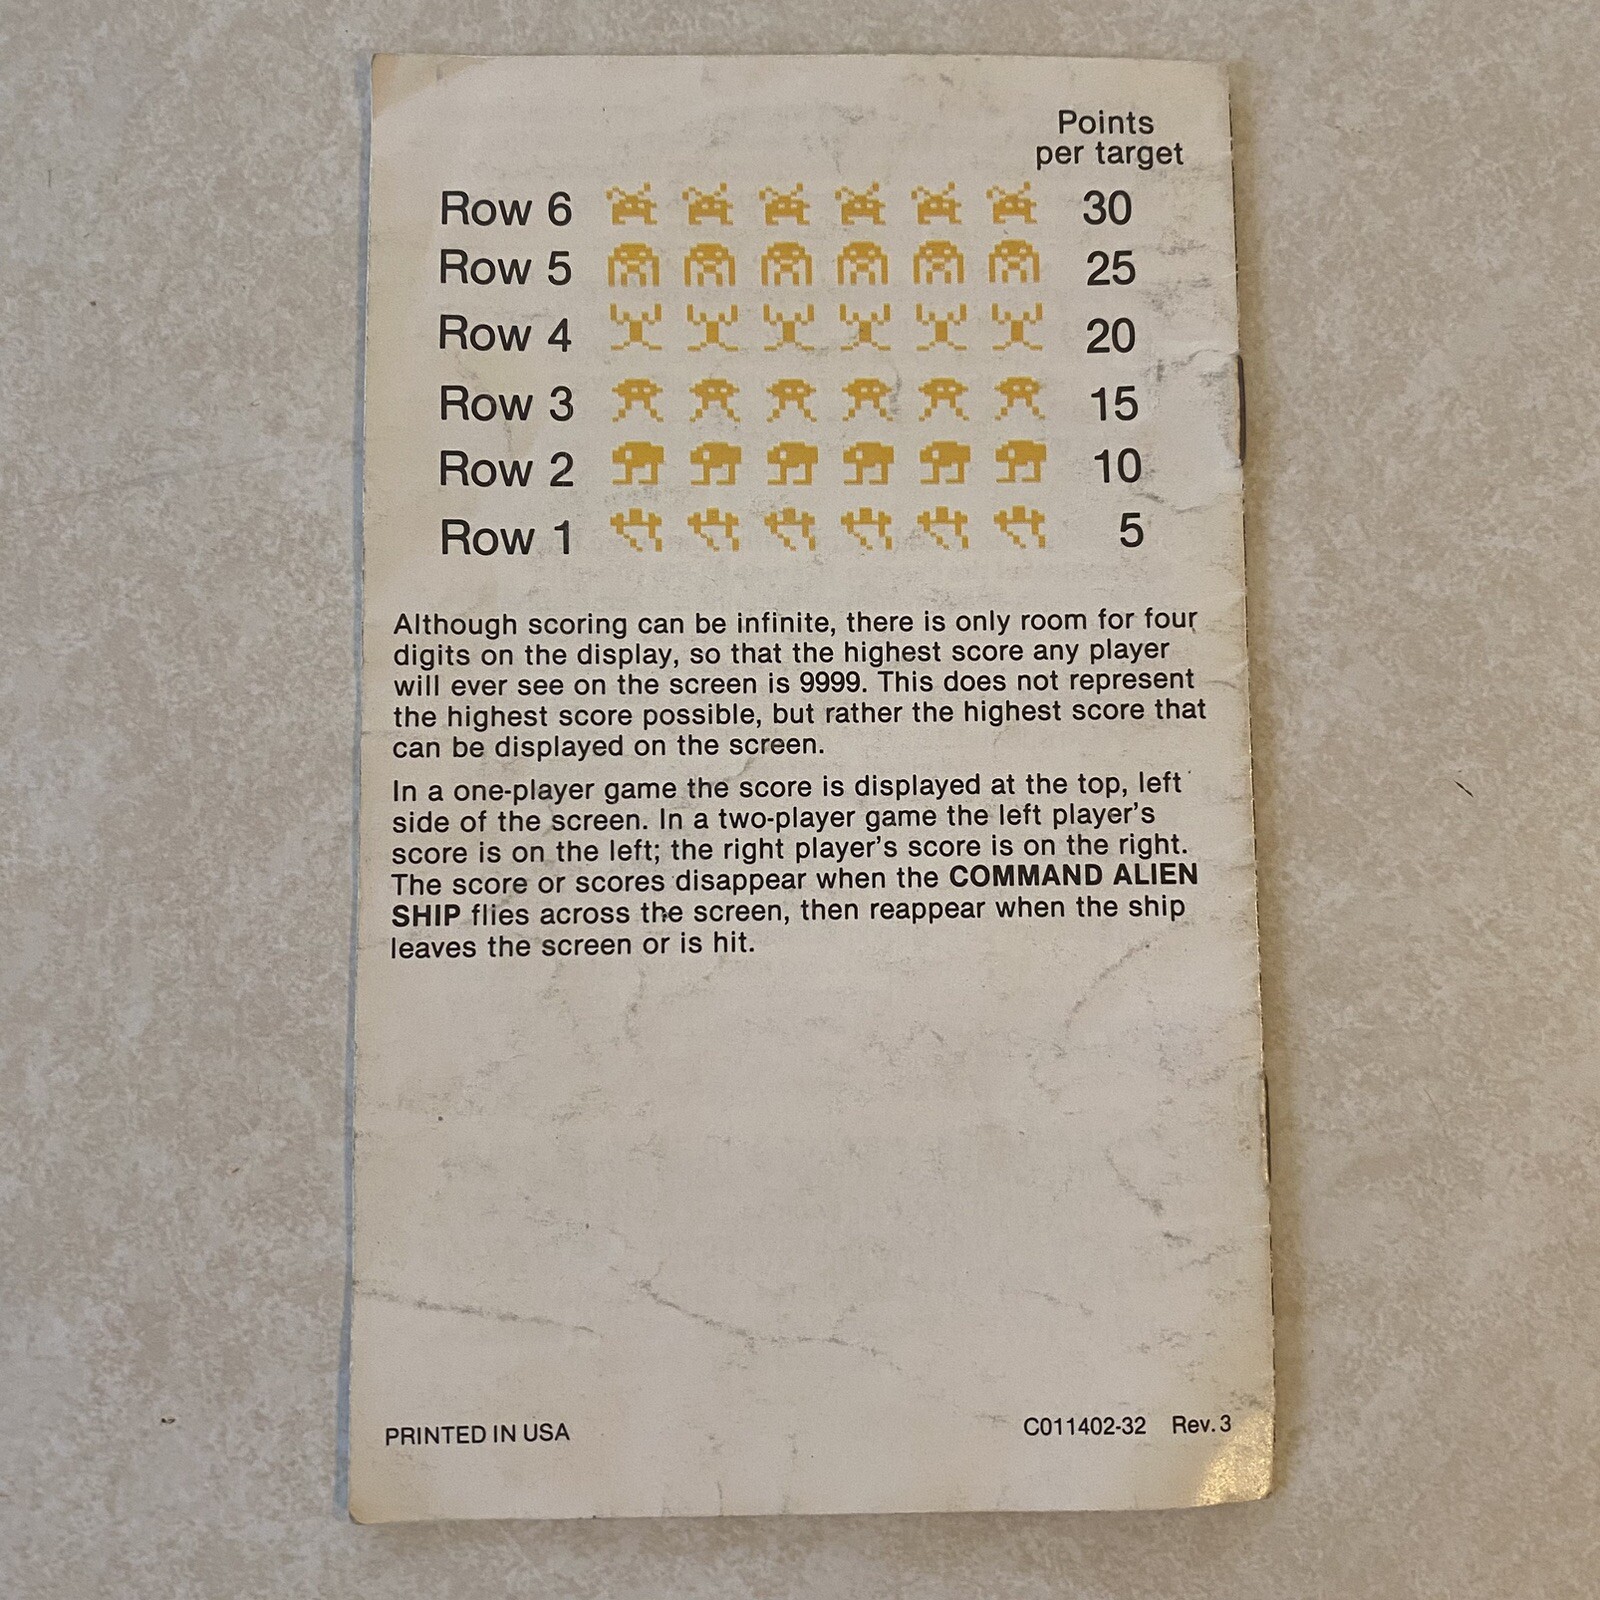 Points
per target
Row 6 30
Row 5 25
Row 4 20
Row 3 15
Row 2 10
Row 1 5
Although scoring can be infinite, there is only room for four
digits on the display, so that the highest score any player
will ever see on the screen is 9999. This does not represent
the highest score possible, but rather the highest score that
can be displayed on the screen.
In a one-player game the score is displayed at the top, left
side of the screen. In a two-player game the left player's
score is on the left; the right player's score is on the right.
The score or scores disappear when the COMMAND ALIEN
SHIP flies across the screen, then reappear when the ship
leaves the screen or is hit.
PRINTED IN USA
C011402-32 Rev. 3